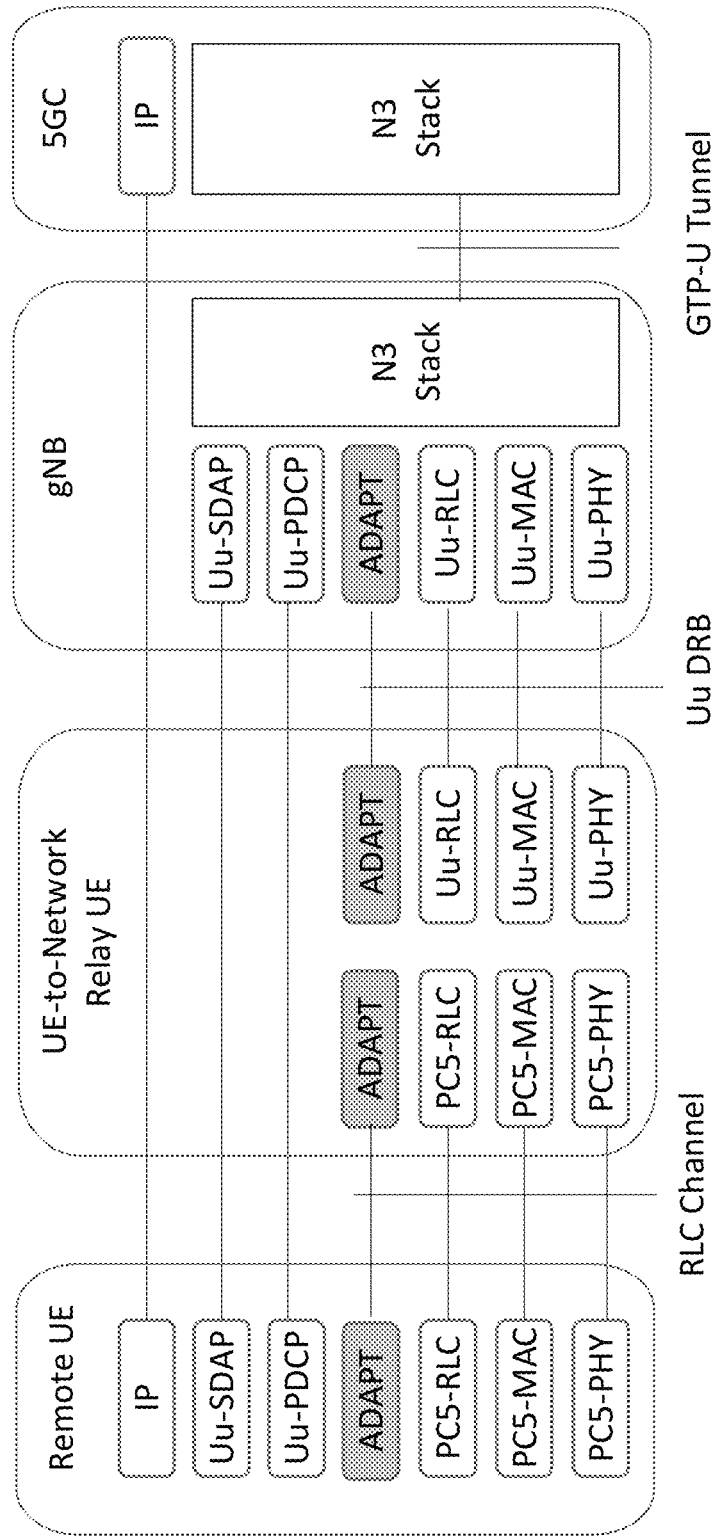 Remote UE
IP
Uu-SDAP
Uu-PDCP
ADAPT
PC5-RLC
PC5-MAC
PC5-PHY
RLC Channel
UE-to-Network
Relay UE
ADAPT
PC5-RLC
PC5-MAC
PC5-PHY
ADAPT
Uu-RLC
Uu-MAC
Uu-PHY
Uu DRB
gNB
Uu-SDAP
Uu-PDCP
ADAPT
Uu-RLC
Uu-MAC
Uu-PHY
N3
Stack
GTP-U Tunnel
5GC
IP
N3
Stack